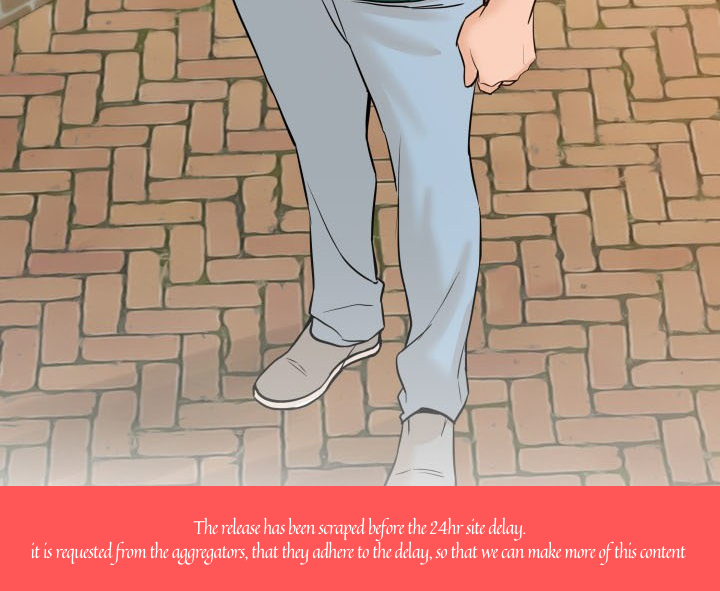 The release has been scraped before the 24hr site delay.
it is requested from the aggregators, that they adhere to the delay, so that we can make more of this content